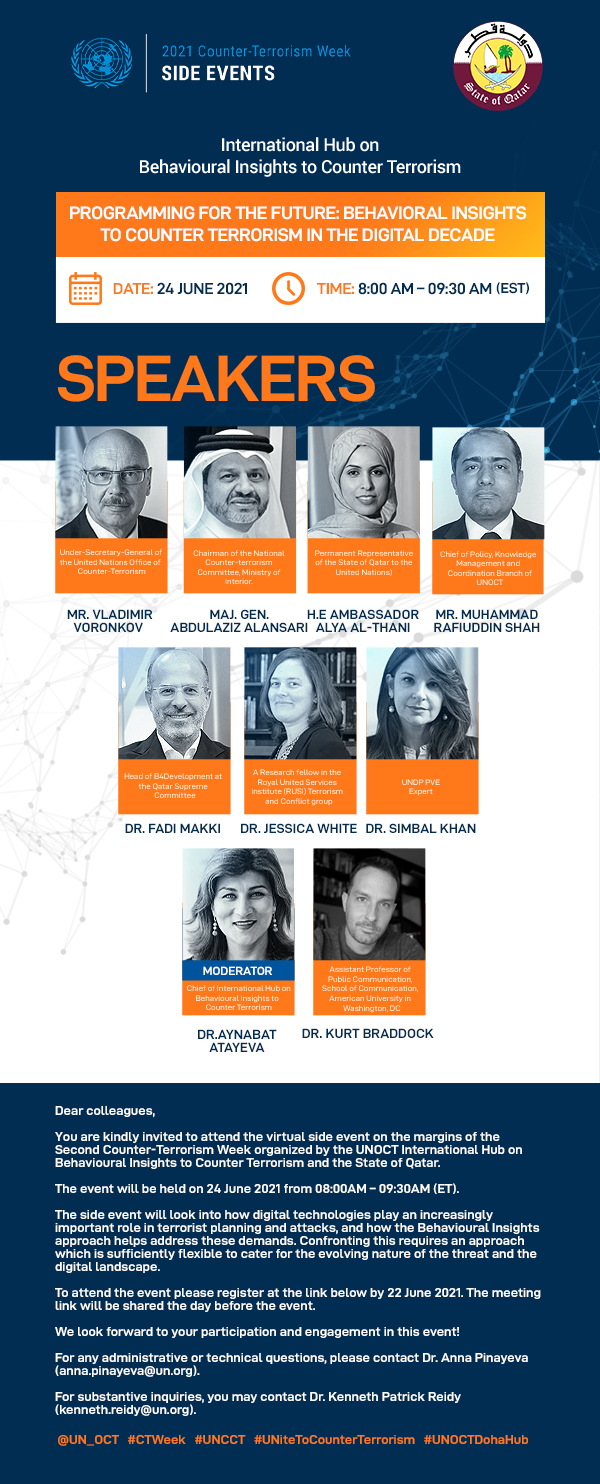 2021 Counter-Terrorism Week
SIDE EVENTS
دولة قطر
State of Qatar
International Hub on
Behavioural Insights to Counter Terrorism
PROGRAMMING FOR THE FUTURE: BEHAVIORAL INSIGHTS
TO COUNTER TERRORISM IN THE DIGITAL DECADE
DATE: 24 JUNE 2021
TIME: 8:00 AM – 09:30 AM (EST)
SPEAKERS
Under-Secretary-General of
the United Nations Office of
Counter-Terrorism
MR. VLADIMIR
VORONKOV
Chairman of the National
Counter-terrorism
Committee, Ministry of
Interior.
MAJ. GEN.
ABDULAZIZ ALANSARI
Permanent Representative
of the State of Qatar to the
United Nations)
H.E AMBASSADOR
ALYA AL-THANI
Chief of Policy, Knowledge
Management and
Coordination Branch of
UNOCT
MR. MUHAMMAD
RAFIUDDIN SHAH
Head of B4Development at
the Qatar Supreme
Committee
DR. FADI MAKKI
A Research fellow in the
Royal United Services
Institute (RUSI) Terrorism
and Conflict group
DR. JESSICA WHITE
UNDP PVE
Expert
DR. SIMBAL KHAN
MODERATOR
Chief of International Hub on
Behavioural Insights to
Counter Terrorism
DR.AYNABAT
ATAYEVA
Assistant Professor of
Public Communication,
School of Communication,
American University in
Washington, DC
DR. KURT BRADDOCK
Dear colleagues,
You are kindly invited to attend the virtual side event on the margins of the
Second Counter-Terrorism Week organized by the UNOCT International Hub on
Behavioural Insights to Counter Terrorism and the State of Qatar.
The event will be held on 24 June 2021 from 08:00AM – 09:30AM (ET).
The side event will look into how digital technologies play an increasingly
important role in terrorist planning and attacks, and how the Behavioural Insights
approach helps address these demands. Confronting this requires an approach
which is sufficiently flexible to cater for the evolving nature of the threat and the
digital landscape.
To attend the event please register at the link below by 22 June 2021. The meeting
link will be shared the day before the event.
We look forward to your participation and engagement in this event!
For any administrative or technical questions, please contact Dr. Anna Pinayeva
(anna.pinayeva@un.org).
For substantive inquiries, you may contact Dr. Kenneth Patrick Reidy
(kenneth.reidy@un.org).
@UN_OCT #CTWeek #UNCCT #UNiteToCounterTerrorism #UNOCTDohaHub